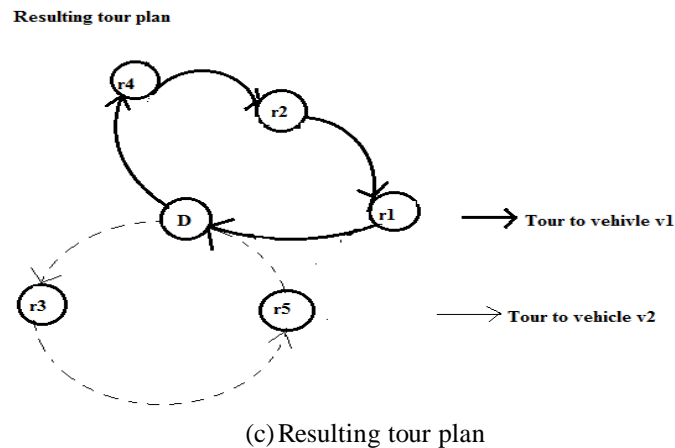 Resulting tour plan
r4
r2
r1
D
Tour to vehivle v1
r3
r5
Tour to vehicle v2
(c) Resulting tour plan